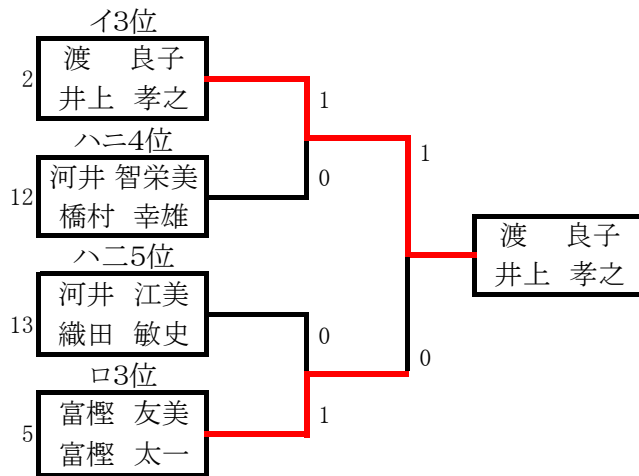 イ3位
2
渡 良子
井上 孝之
1
ハニ4位
12
河井 智栄美
橋村 幸雄
0
1
渡 良子
井上 孝之
ハニ5位
13
河井 江美
織田 敏史
0
0
ロ3位
5
富樫 友美
富樫 太一
1